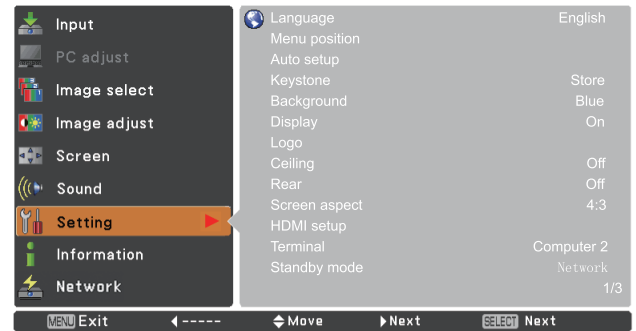 Input
PC adjust
Image select
Image adjust
Screen
Sound
Setting
Information
Network
Language English
Menu position
Auto setup
Keystone Store
Background Blue
Display On
Logo
Ceiling Off
Rear Off
Screen aspect 4:3
HDMI setup
Terminal Computer 2
Standby mode Network
1/3
MENU Exit ----- Move Next SELECT Next